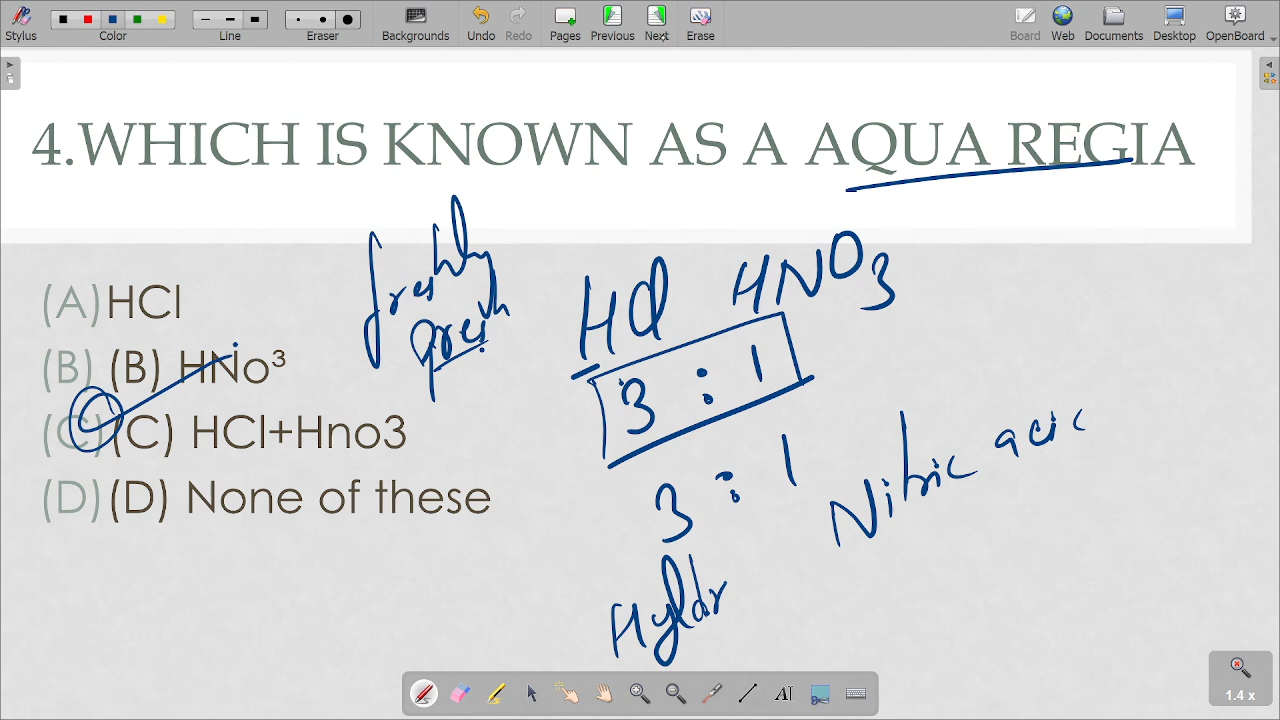 Stylus Color Line Eraser Backgrounds Undo Redo Pages Previous Next Erase Board Web Documents Desktop OpenBoard
4.WHICH IS KNOWN AS A AQUA REGIA
(A) HCl
(B) (B) HNo³
(C) (C) HCl+Hno3
(D) (D) None of these
freshly
HCl HNO3
3 : 1
3 : 1
Nitric acid
Hydr
1.4 x